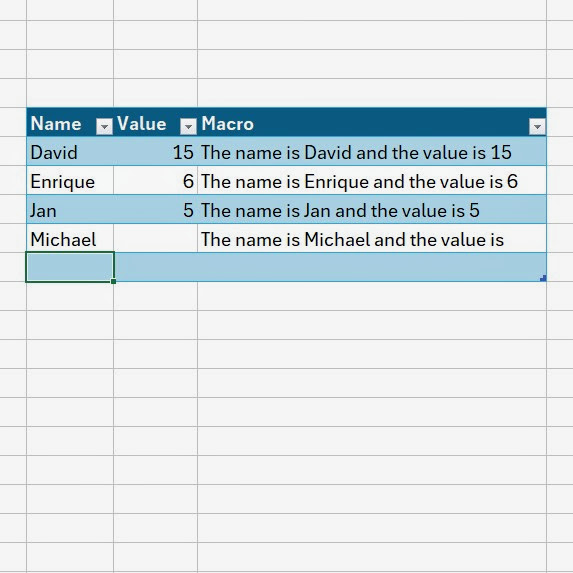 Name Value Macro
David 15 The name is David and the value is 15
Enrique 6 The name is Enrique and the value is 6
Jan 5 The name is Jan and the value is 5
Michael The name is Michael and the value is